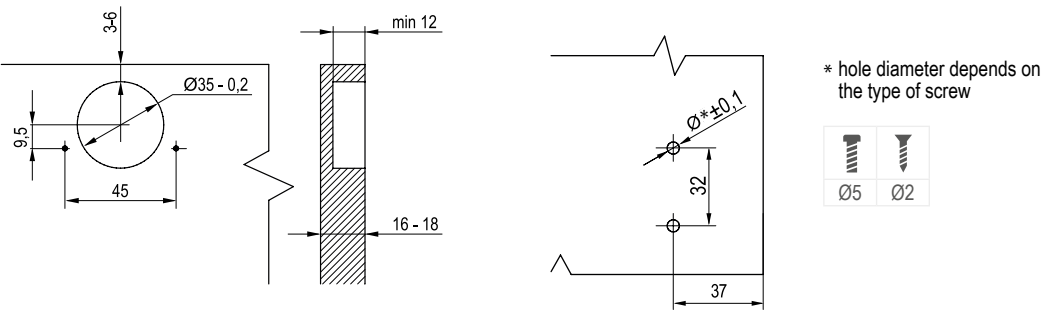 3-6
min 12
Ø35 - 0,2
9,5
45
16 - 18
Ø*±0,1
32
37
* hole diameter depends on
the type of screw
Ø5 Ø2